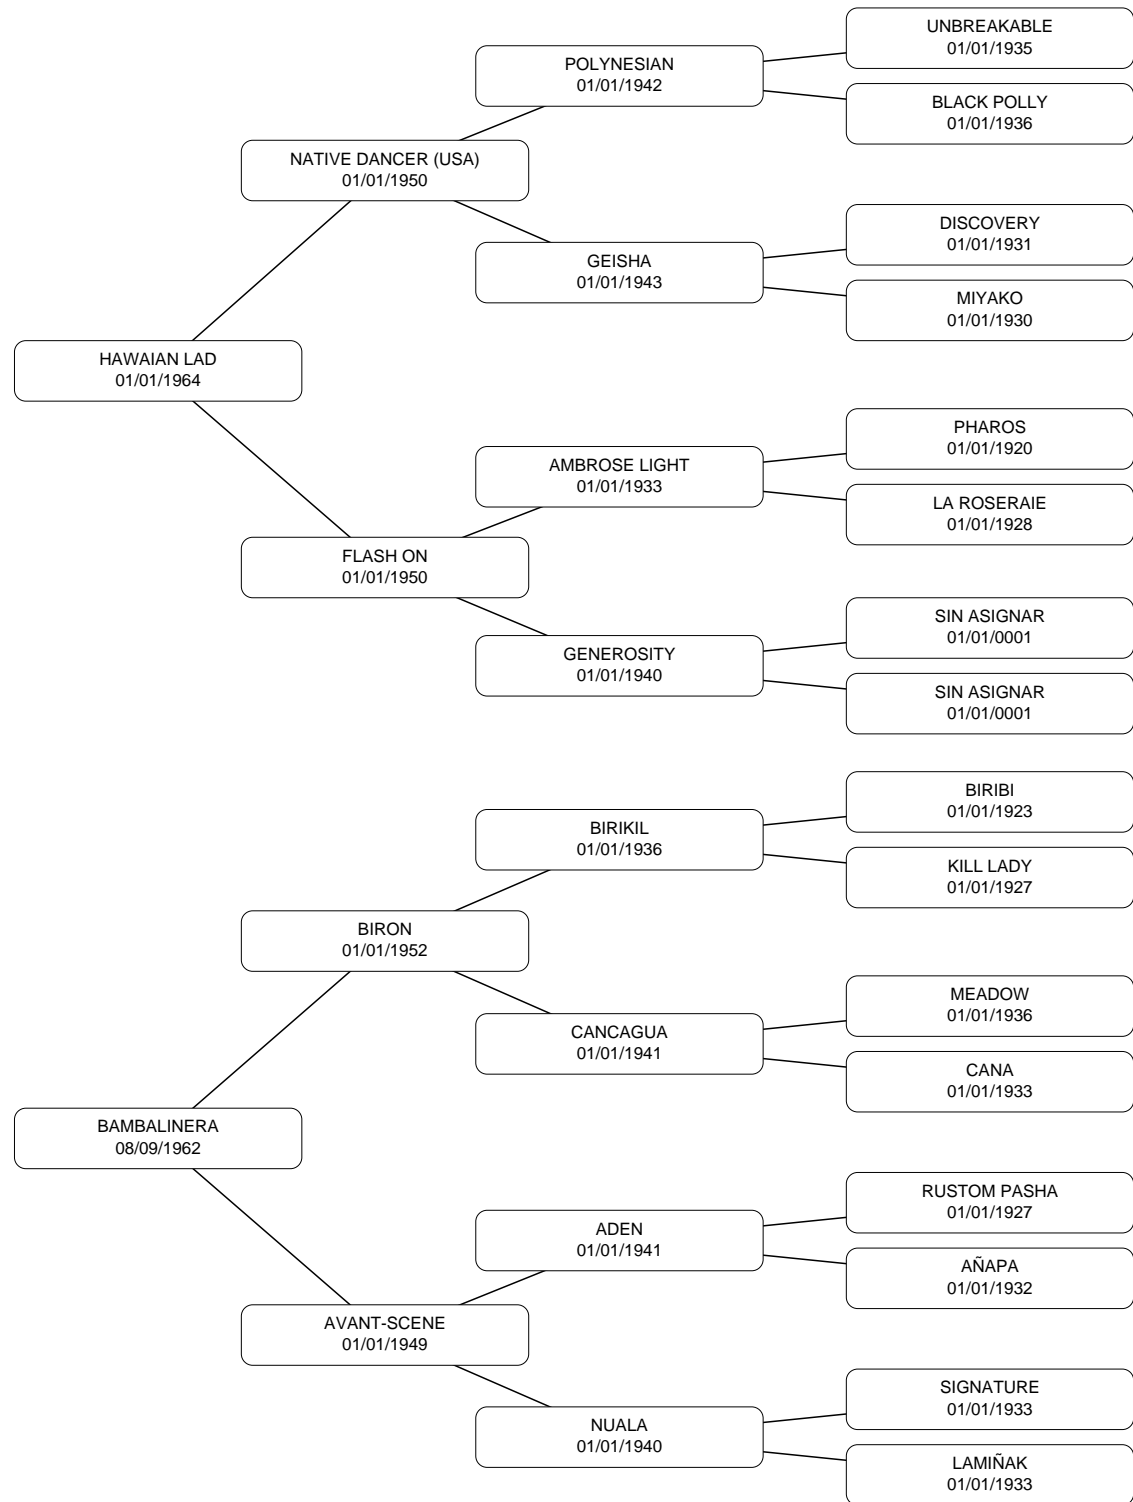 UNBREAKABLE
01/01/1935
POLYNESIAN
01/01/1942
BLACK POLLY
01/01/1936
NATIVE DANCER (USA)
01/01/1950
DISCOVERY
01/01/1931
GEISHA
01/01/1943
MIYAKO
01/01/1930
HAWAIAN LAD
01/01/1964
PHAROS
01/01/1920
AMBROSE LIGHT
01/01/1933
LA ROSERAIE
01/01/1928
FLASH ON
01/01/1950
SIN ASIGNAR
01/01/0001
GENEROSITY
01/01/1940
SIN ASIGNAR
01/01/0001
BIRIBI
01/01/1923
BIRIKIL
01/01/1936
KILL LADY
01/01/1927
BIRON
01/01/1952
MEADOW
01/01/1936
CANCAGUA
01/01/1941
CANA
01/01/1933
BAMBALINERA
08/09/1962
RUSTOM PASHA
01/01/1927
ADEN
01/01/1941
AÑAPA
01/01/1932
AVANT-SCENE
01/01/1949
SIGNATURE
01/01/1933
NUALA
01/01/1940
LAMIÑAK
01/01/1933